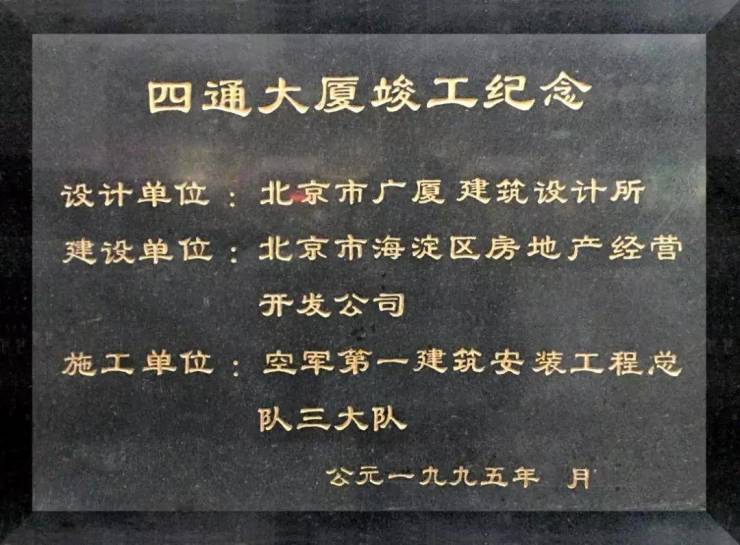 四通大厦竣工纪念
设计单位：北京市广厦建筑设计所
建设单位：北京市海淀区房地产经营
开发公司
施工单位：空军第一建筑安装工程总
队三大队
公元一九九五年 月